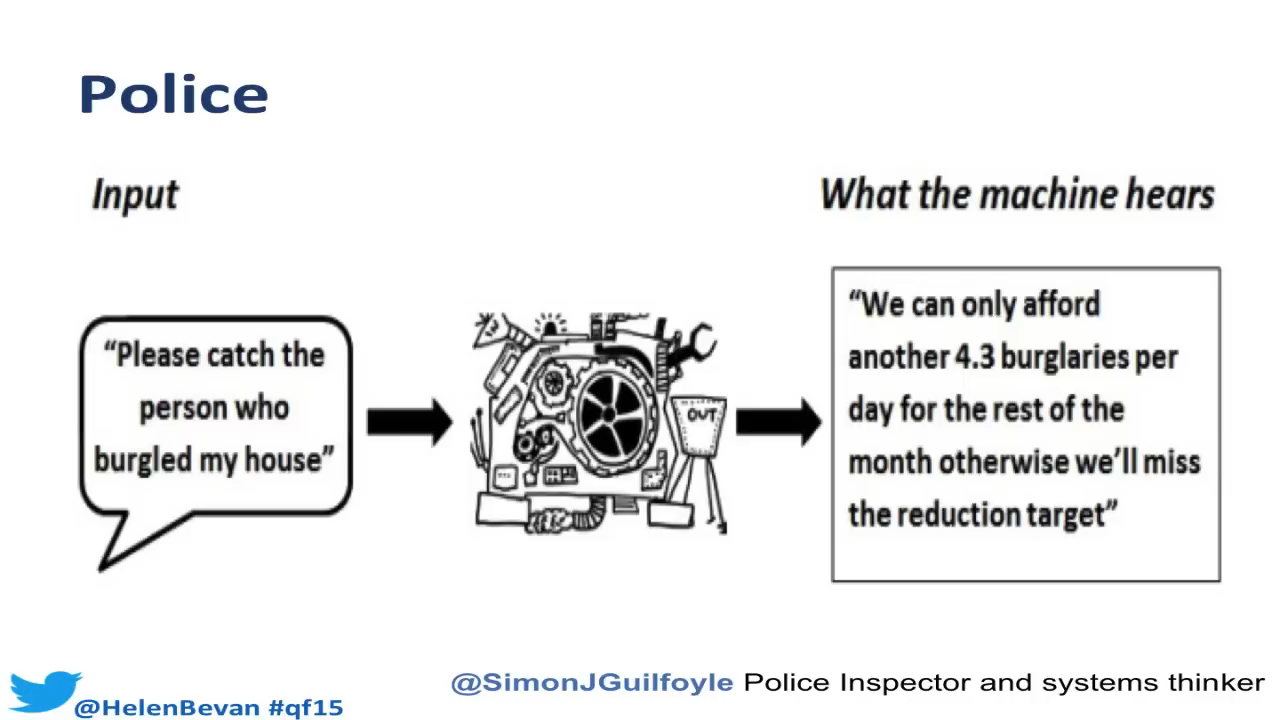 Police
Input
What the machine hears
“Please catch the
person who
burgled my house”
OUT
“We can only afford
another 4.3 burglaries per
day for the rest of the
month otherwise we’ll miss
the reduction target”
@HelenBevan #qf15
@SimonJGuilfoyle Police Inspector and systems thinker